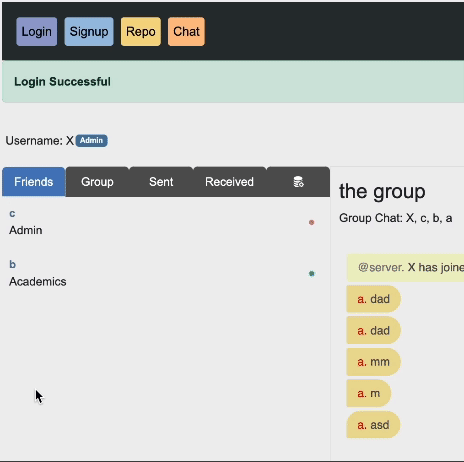 Login Signup Repo Chat
Login Successful
Username: X Admin
Friends Group Sent Received
c
Admin
b
Academics
the group
Group Chat: X, c, b, a
@server. X has joine
a. dad
a. dad
a. mm
a. m
a. asd